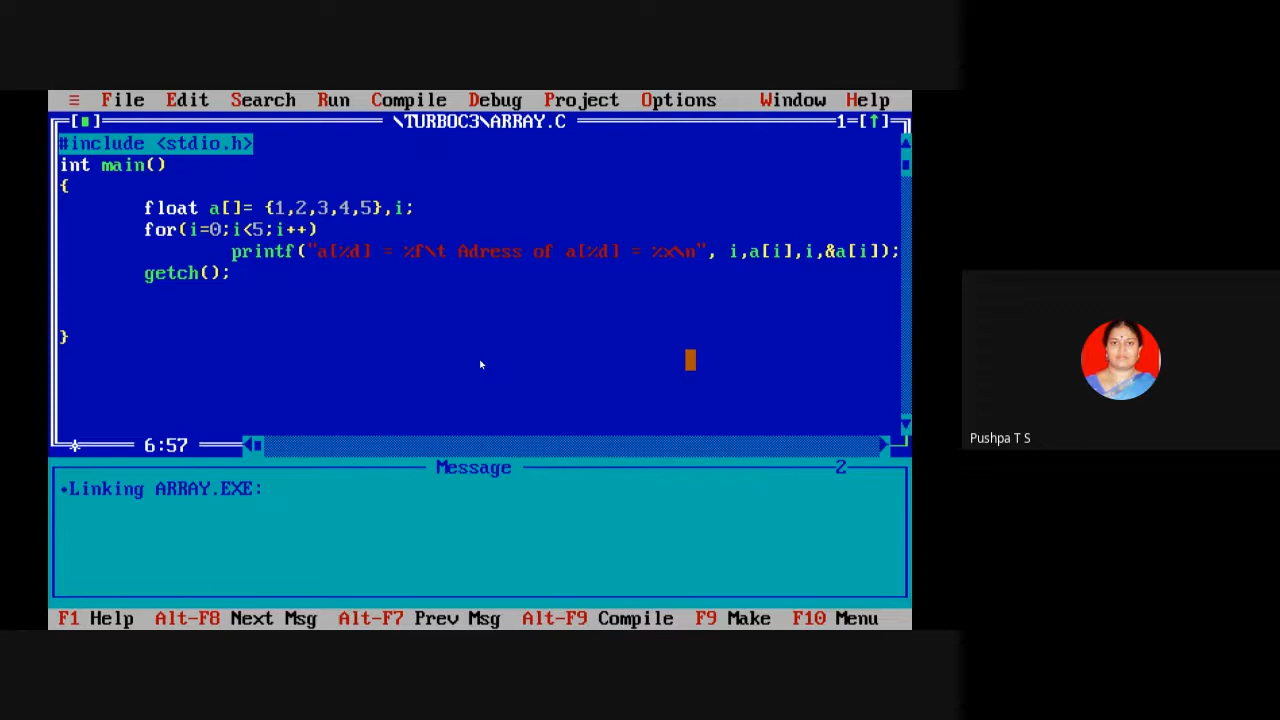 ≡ File Edit Search Run Compile Debug Project Options Window Help
[■] \TURBOC3\ARRAY.C 1=[↑]
#include <stdio.h>
int main()
{
float a[]= {1,2,3,4,5},i;
for(i=0;i<5;i++)
printf("a[%d] = %f\t Adress of a[%d] = %x\n", i,a[i],i,&a[i]);
getch();
}
6:57
Message 2
•Linking ARRAY.EXE:
F1 Help Alt-F8 Next Msg Alt-F7 Prev Msg Alt-F9 Compile F9 Make F10 Menu
Pushpa T S